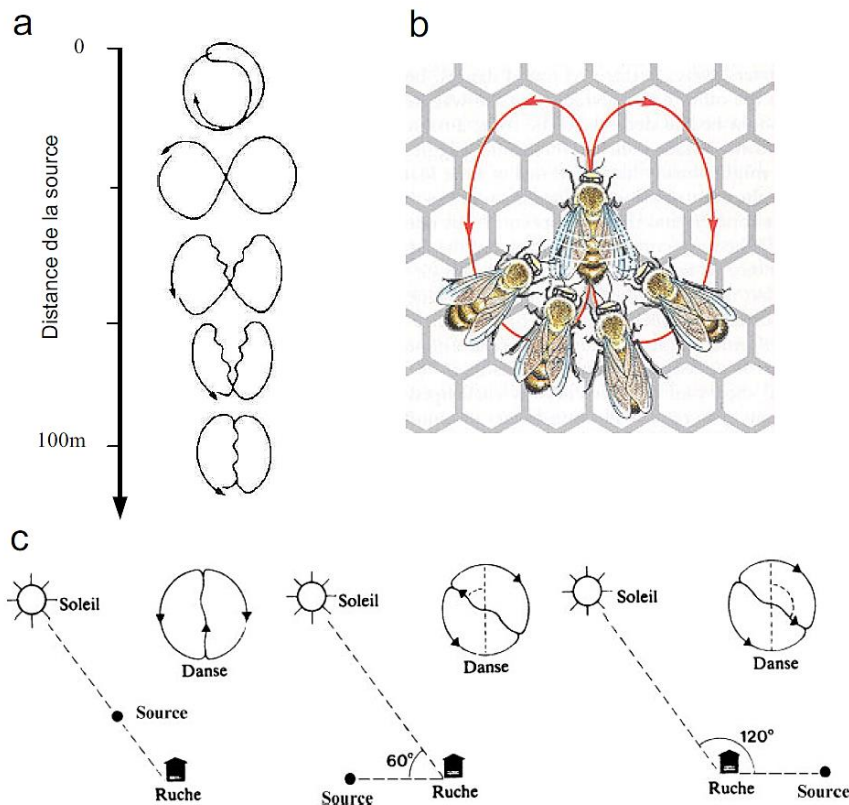 a
0
Distance de la source
100m
b
c
Soleil
Danse
Source
Ruche
Soleil
Danse
60°
Source
Ruche
Soleil
Danse
120°
Ruche
Source